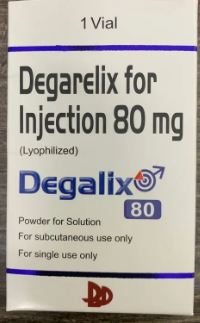 1 Vial
Degarelix for
Injection 80 mg
(Lyophilized)
Degalix
80
Powder for Solution
For subcutaneous use only
For single use only